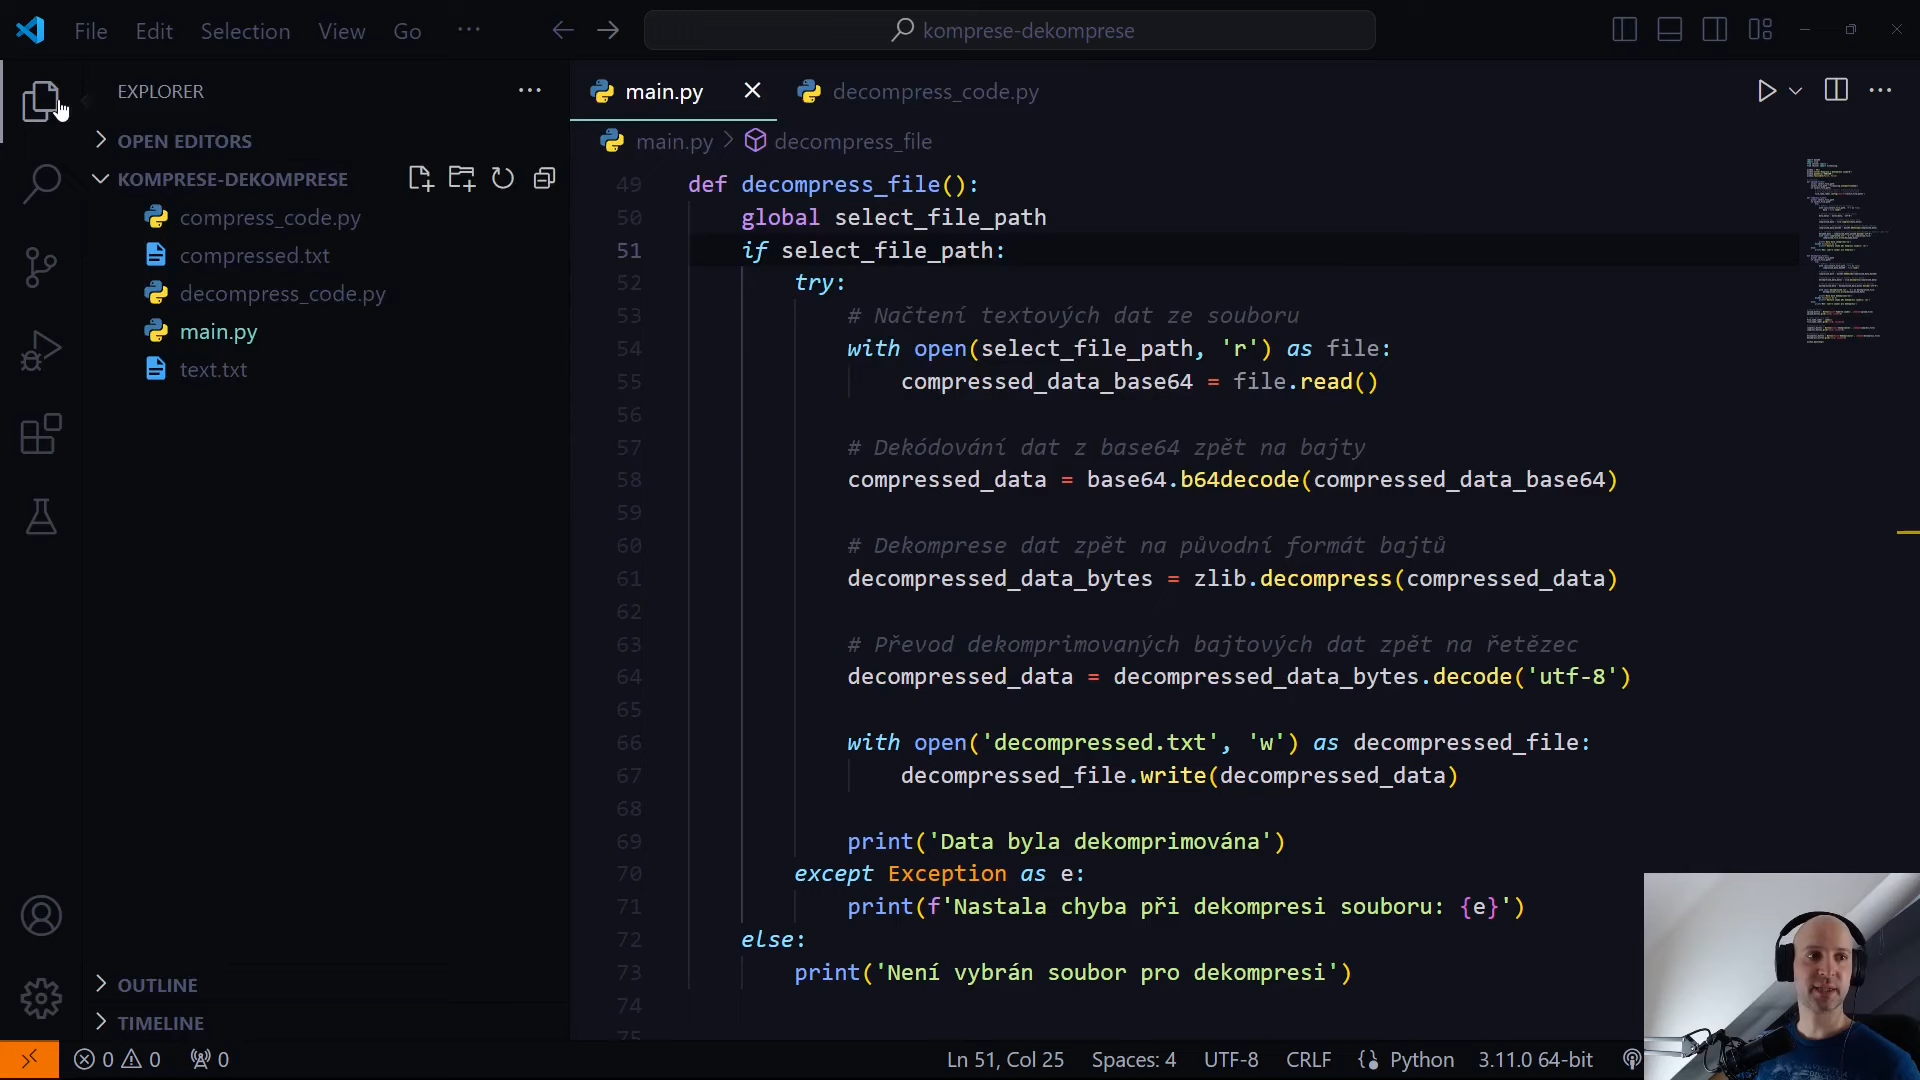 File Edit Selection View Go ··· komprese-dekomprese
EXPLORER
OPEN EDITORS
KOMPRESE-DEKOMPRESE
compress_code.py
compressed.txt
decompress_code.py
main.py
text.txt
OUTLINE
TIMELINE
main.py decompress_code.py
main.py > decompress_file
49 def decompress_file():
50 global select_file_path
51 if select_file_path:
52 try:
53 # Načtení textových dat ze souboru
54 with open(select_file_path, 'r') as file:
55 compressed_data_base64 = file.read()
56
57 # Dekódování dat z base64 zpět na bajty
58 compressed_data = base64.b64decode(compressed_data_base64)
59
60 # Dekomprese dat zpět na původní formát bajtů
61 decompressed_data_bytes = zlib.decompress(compressed_data)
62
63 # Převod dekomprimovaných bajtových dat zpět na řetězec
64 decompressed_data = decompressed_data_bytes.decode('utf-8')
65
66 with open('decompressed.txt', 'w') as decompressed_file:
67 decompressed_file.write(decompressed_data)
68
69 print('Data byla dekomprimována')
70 except Exception as e:
71 print(f'Nastala chyba při dekompresi souboru: {e}')
72 else:
73 print('Není vybrán soubor pro dekompresi')
74
75
0 0 0 Ln 51, Col 25 Spaces: 4 UTF-8 CRLF Python 3.11.0 64-bit